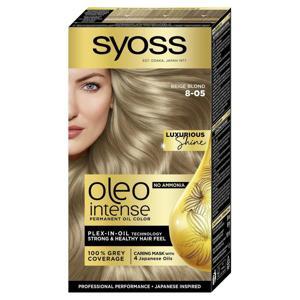 syoss
EST. OSAKA, JAPAN 1977
BEIGE BLOND
8-05
LUXURIOUS
Shine
oleo
intense
PERMANENT OIL COLOR
NO AMMONIA
PLEX-IN-OIL TECHNOLOGY
STRONG & HEALTHY HAIR FEEL
100% GREY
COVERAGE
CARING MASK WITH
4 Japanese Oils
PROFESSIONAL PERFORMANCE • JAPANESE INSPIRED